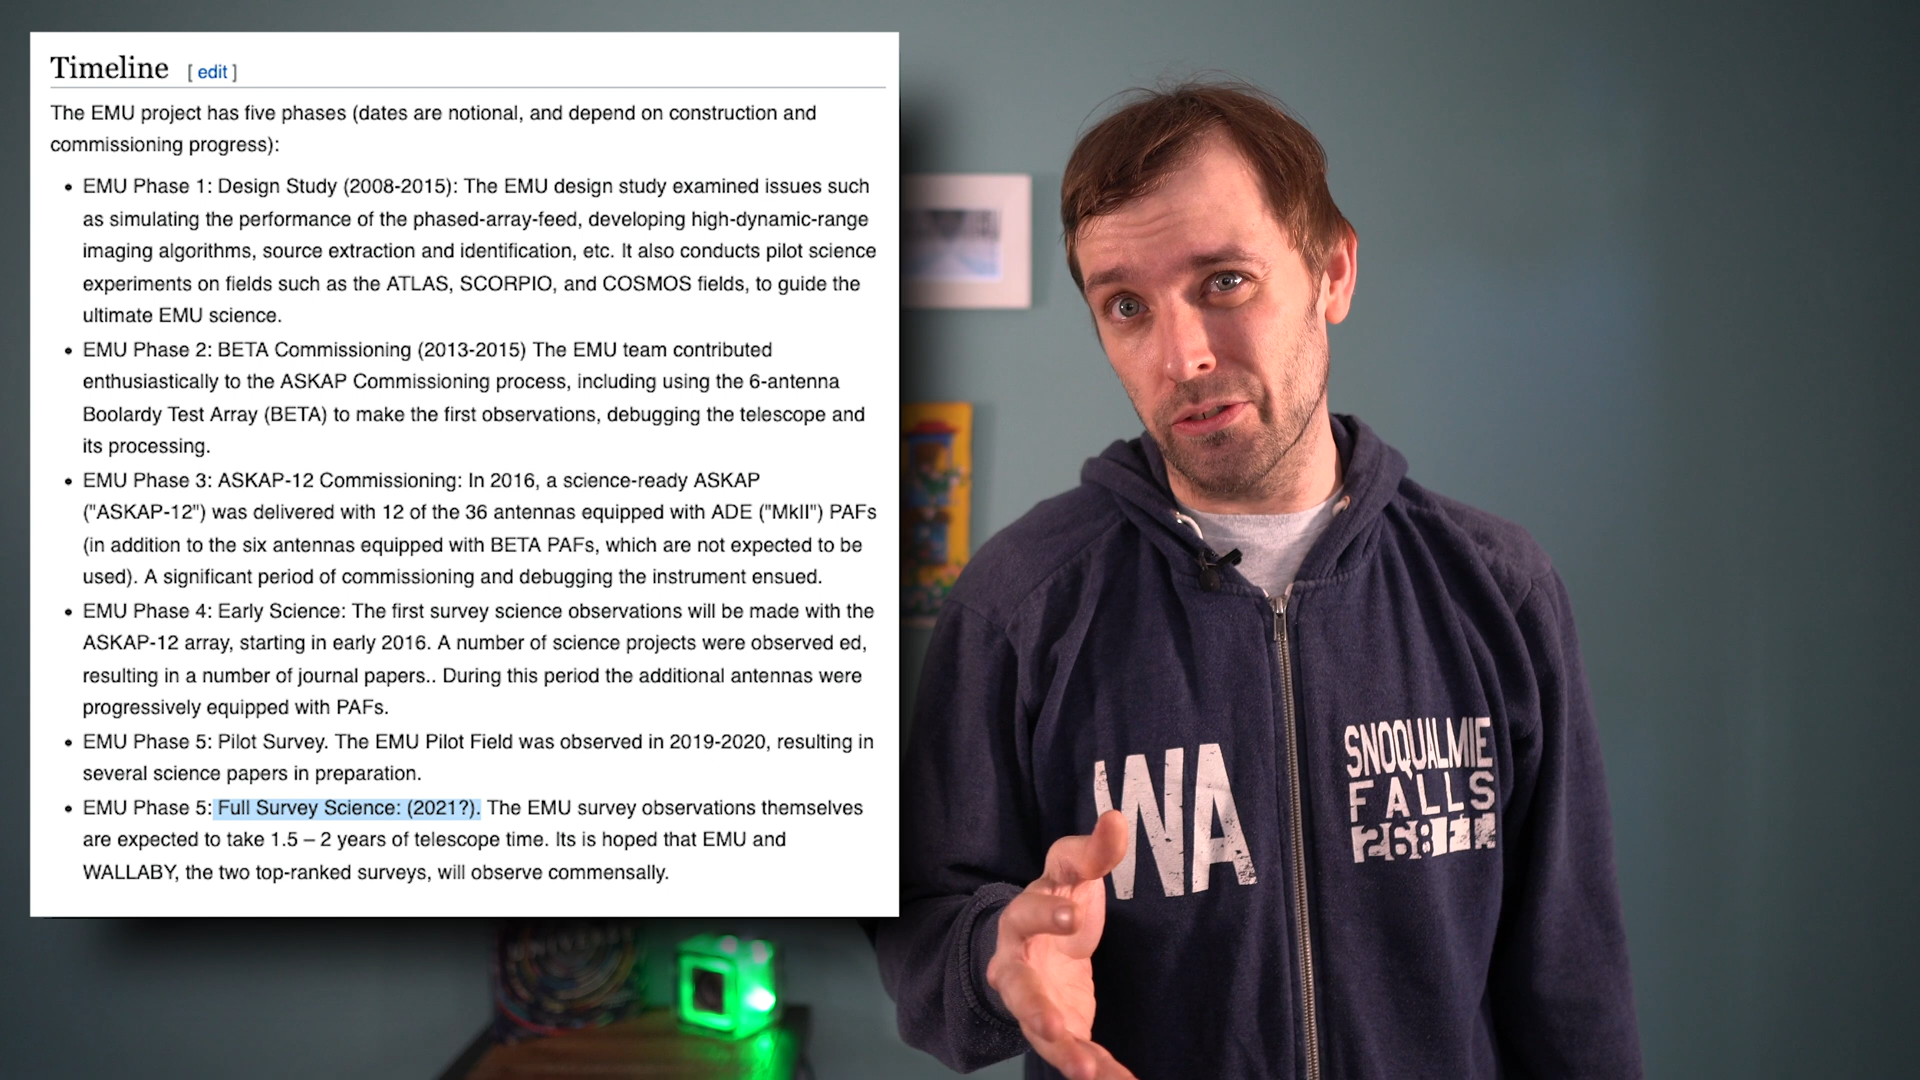 Timeline [ edit ]
The EMU project has five phases (dates are notional, and depend on construction and
commissioning progress):
• EMU Phase 1: Design Study (2008-2015): The EMU design study examined issues such
as simulating the performance of the phased-array-feed, developing high-dynamic-range
imaging algorithms, source extraction and identification, etc. It also conducts pilot science
experiments on fields such as the ATLAS, SCORPIO, and COSMOS fields, to guide the
ultimate EMU science.
• EMU Phase 2: BETA Commissioning (2013-2015) The EMU team contributed
enthusiastically to the ASKAP Commissioning process, including using the 6-antenna
Boolardy Test Array (BETA) to make the first observations, debugging the telescope and
its processing.
• EMU Phase 3: ASKAP-12 Commissioning: In 2016, a science-ready ASKAP
("ASKAP-12") was delivered with 12 of the 36 antennas equipped with ADE ("MkII") PAFs
(in addition to the six antennas equipped with BETA PAFs, which are not expected to be
used). A significant period of commissioning and debugging the instrument ensued.
• EMU Phase 4: Early Science: The first survey science observations will be made with the
ASKAP-12 array, starting in early 2016. A number of science projects were observed ed,
resulting in a number of journal papers.. During this period the additional antennas were
progressively equipped with PAFs.
• EMU Phase 5: Pilot Survey. The EMU Pilot Field was observed in 2019-2020, resulting in
several science papers in preparation.
• EMU Phase 5: Full Survey Science: (2021?). The EMU survey observations themselves
are expected to take 1.5 – 2 years of telescope time. Its is hoped that EMU and
WALLABY, the two top-ranked surveys, will observe commensally.
WA
SNOQUALMIE
FALLS
268
UNIVERSE